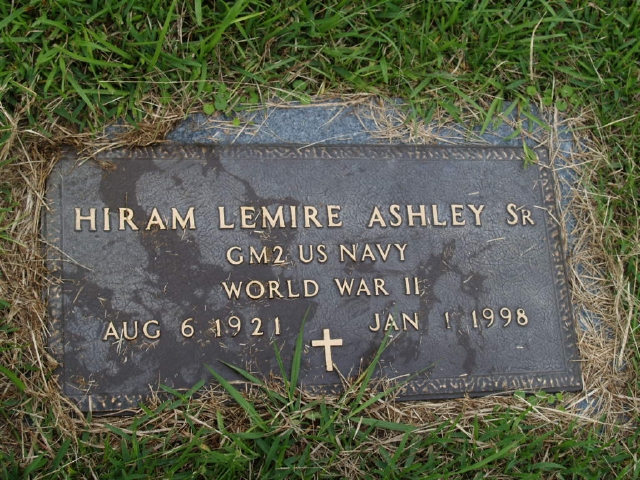 HIRAM LEMIRE ASHLEY SR
GM2 US NAVY
WORLD WAR II
AUG 6 1921 JAN 1 1998